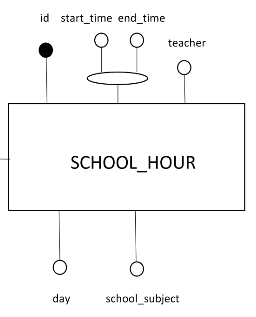 id start_time end_time
teacher
SCHOOL_HOUR
day school_subject